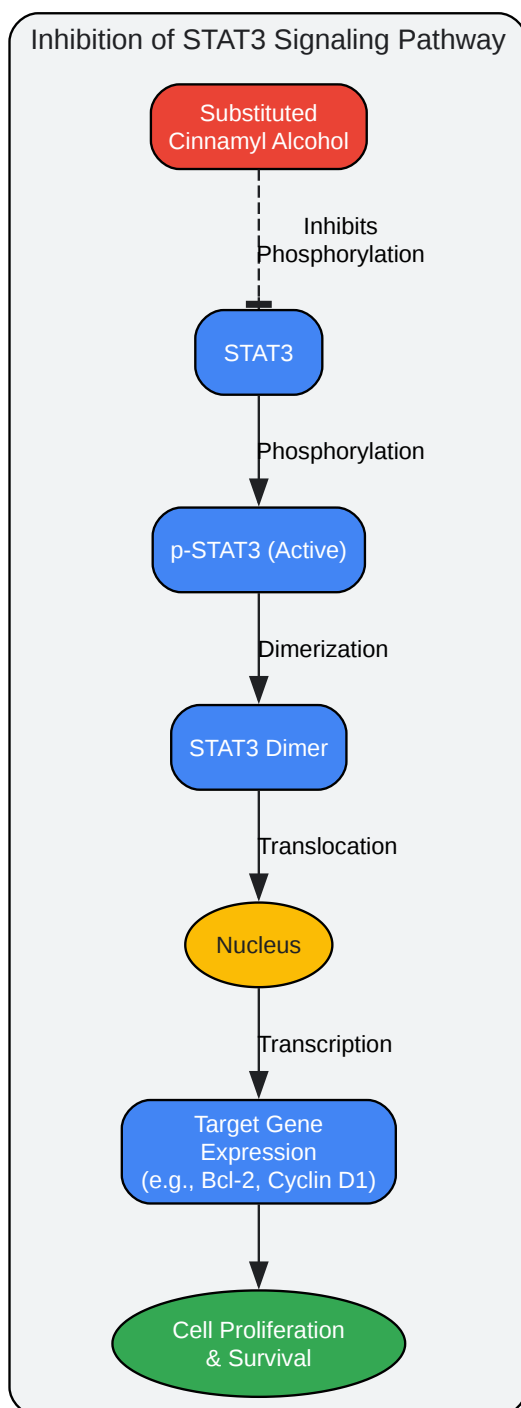 Inhibition of STAT3 Signaling Pathway
Substituted
Cinnamyl Alcohol
Inhibits
Phosphorylation
STAT3
Phosphorylation
p-STAT3 (Active)
Dimerization
STAT3 Dimer
Translocation
Nucleus
Transcription
Target Gene
Expression
(e.g., Bcl-2, Cyclin D1)
Cell Proliferation
& Survival